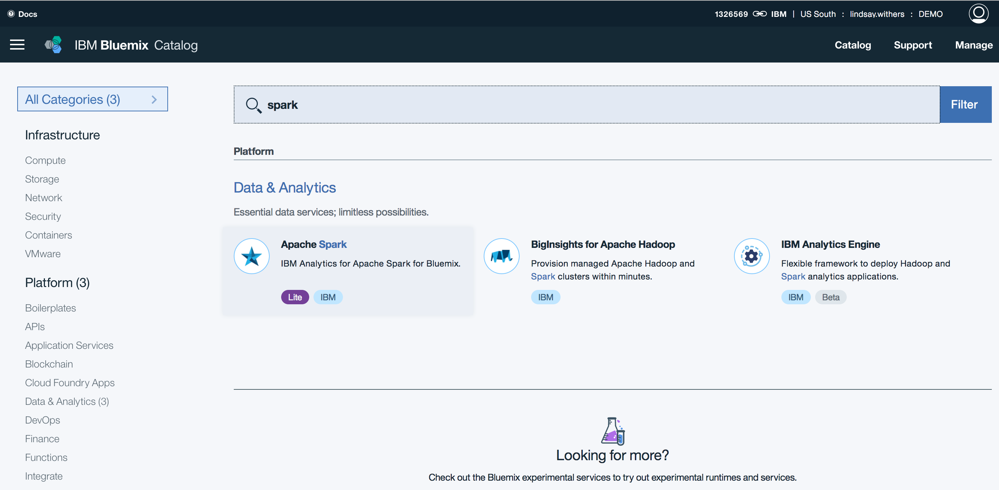 Docs
1326569 IBM | US South : lindsay.withers : DEMO
IBM Bluemix Catalog
Catalog Support Manage
All Categories (3)
Infrastructure
Compute
Storage
Network
Security
Containers
VMware
Platform (3)
Boilerplates
APIs
Application Services
Blockchain
Cloud Foundry Apps
Data & Analytics (3)
DevOps
Finance
Functions
Integrate
spark
Filter
Platform
Data & Analytics
Essential data services; limitless possibilities.
Apache Spark
IBM Analytics for Apache Spark for Bluemix.
Lite IBM
BigInsights for Apache Hadoop
Provision managed Apache Hadoop and
Spark clusters within minutes.
IBM
IBM Analytics Engine
Flexible framework to deploy Hadoop and
Spark analytics applications.
IBM Beta
Looking for more?
Check out the Bluemix experimental services to try out experimental runtimes and services.